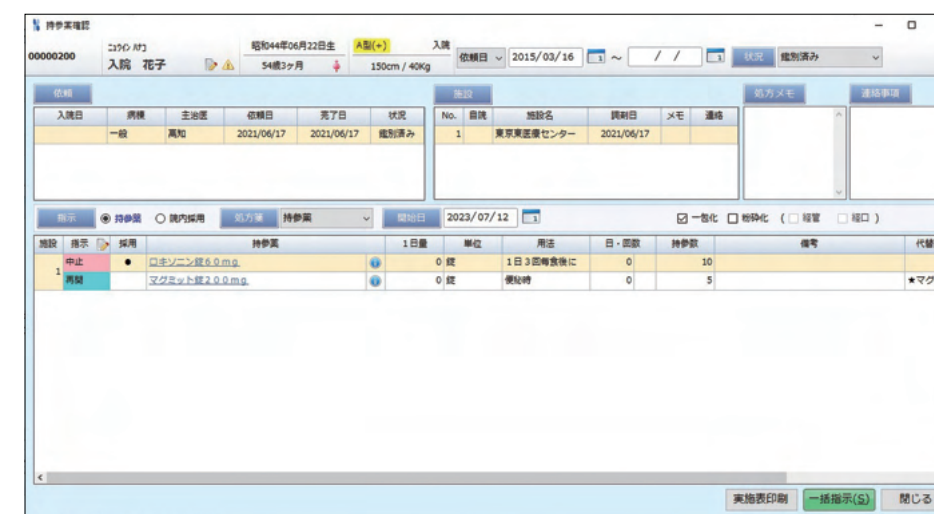 持参薬確認
00000200 ニュウイン ハナコ 昭和44年06月22日生 A型(+) 入院 依頼日 2015/03/16 ～ / / 状況 鑑別済み
入院 花子 54歳3ヶ月 150cm / 40Kg
依頼 施設 処方メモ 連絡事項
入院日 病棟 主治医 依頼日 完了日 状況 No. 自院 施設名 調剤日 メモ 連絡
一般 高知 2021/06/17 2021/06/17 鑑別済み 1 東京東医療センター 2021/06/17
指示 持参薬 院内採用 処方箋 持参薬 開始日 2023/07/12 一包化 粉砕化 ( 経管 経口 )
施設 指示 採用 持参薬 1日量 単位 用法 日・回数 持参数 備考 代替
1 中止 ● ロキソニン錠60mg 0 錠 1日3回毎食後に 0 10
再開 マグミット錠200mg 0 錠 便秘時 0 5 ★マグ
実施表印刷 一括指示(S) 閉じる